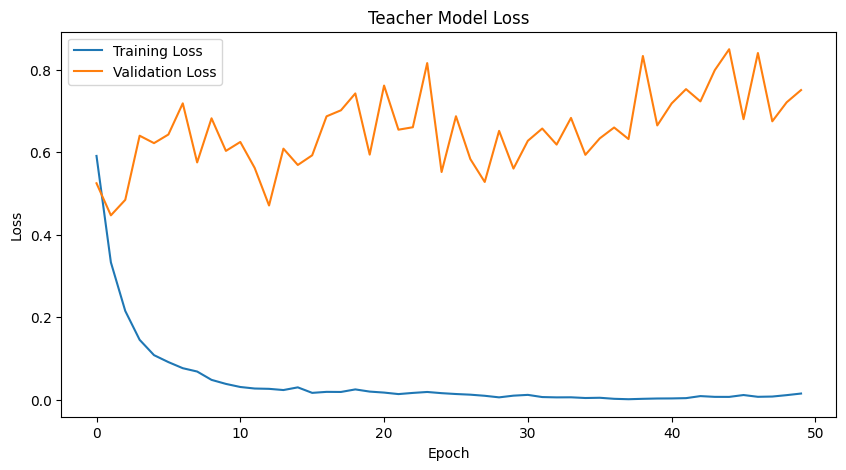 Teacher Model Loss
Training Loss
Validation Loss
Loss
0.8
0.6
0.4
0.2
0.0
0
10
20
30
40
50
Epoch